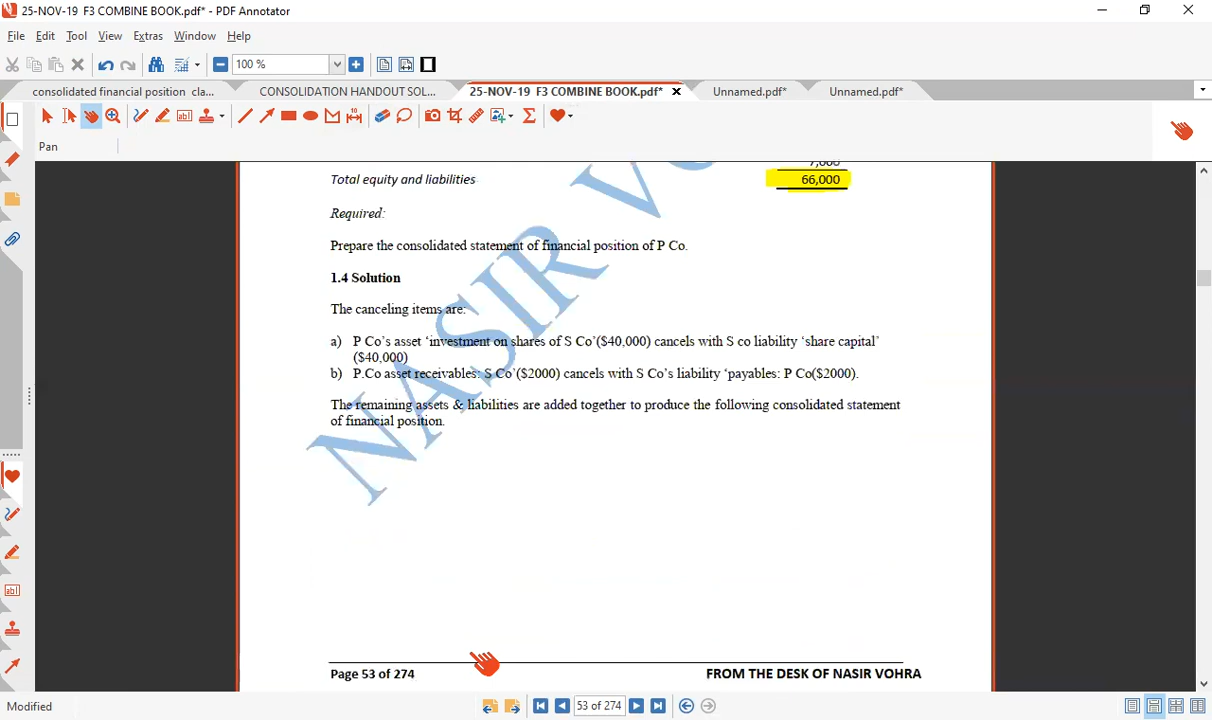 25-NOV-19 F3 COMBINE BOOK.pdf* - PDF Annotator
File Edit Tool View Extras Window Help
100 %
consolidated financial position cla...
CONSOLIDATION HANDOUT SOL...
25-NOV-19 F3 COMBINE BOOK.pdf*
Unnamed.pdf*
Unnamed.pdf*
Pan
7,000
Total equity and liabilities 66,000
Required:
Prepare the consolidated statement of financial position of P Co.
1.4 Solution
The canceling items are:
a) P Co's asset 'investment on shares of S Co'($40,000) cancels with S co liability 'share capital'
($40,000)
b) P.Co asset receivables: S Co'($2000) cancels with S Co's liability 'payables: P Co($2000).
The remaining assets & liabilities are added together to produce the following consolidated statement
of financial position.
NASIR VO
Page 53 of 274 FROM THE DESK OF NASIR VOHRA
Modified
53 of 274